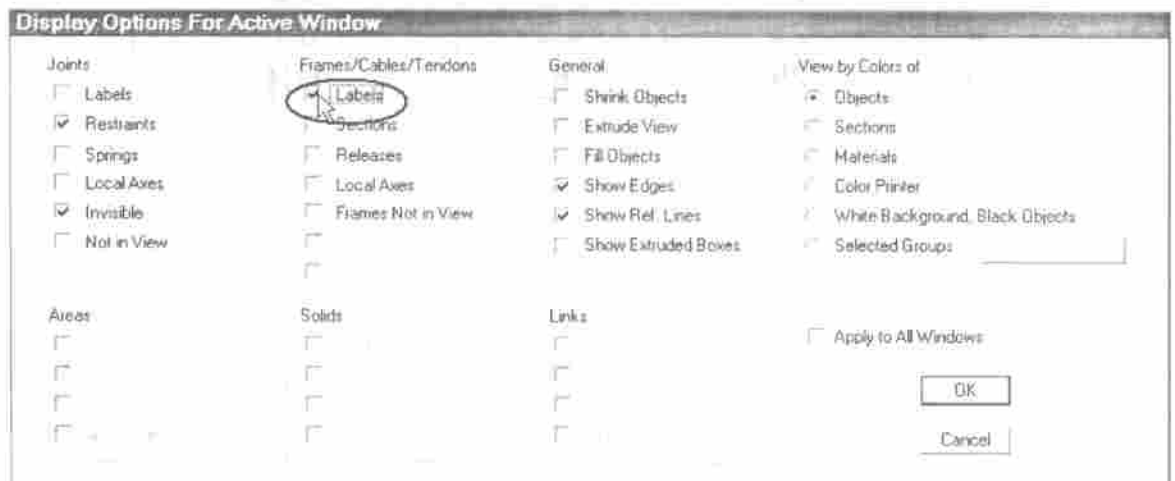 Display Options For Active Window
Joints
Labels
Restraints
Springs
Local Axes
Invisible
Not in View
Frames/Cables/Tendons
Labels
Sections
Releases
Local Axes
Frames Not in View
General
Shrink Objects
Extrude View
Fill Objects
Show Edges
Show Ref. Lines
Show Extruded Boxes
View by Colors of
Objects
Sections
Materials
Color Printer
White Background, Black Objects
Selected Groups
Areas
Solids
Links
Apply to All Windows
OK
Cancel